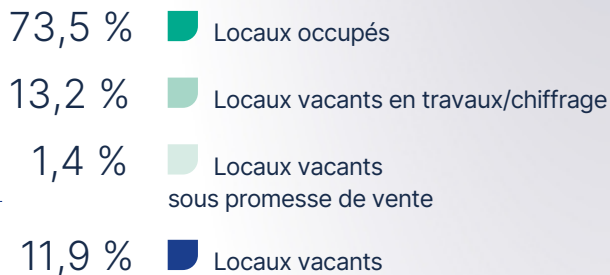 73,5 % Locaux occupés
13,2 % Locaux vacants en travaux/chiffrage
1,4 % Locaux vacants
sous promesse de vente
11,9 % Locaux vacants